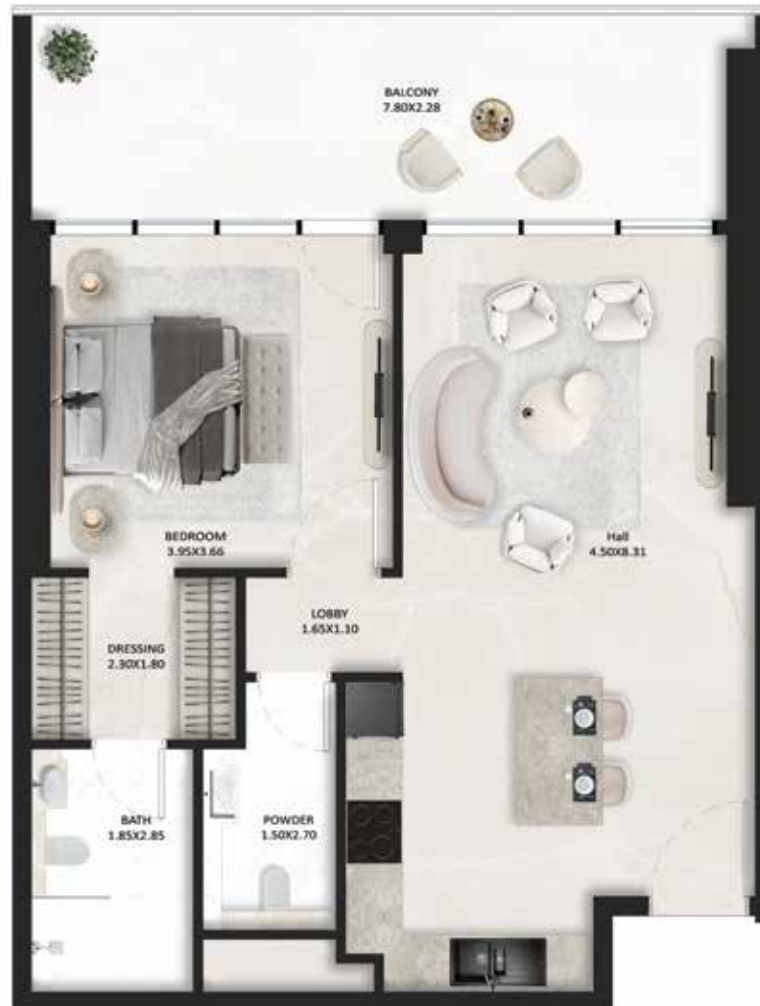 BALCONY
7.80X2.28
BEDROOM
3.95X3.66
Hall
4.50X8.31
LOBBY
1.65X1.10
DRESSING
2.30X1.80
BATH
1.85X2.85
POWDER
1.50X2.70